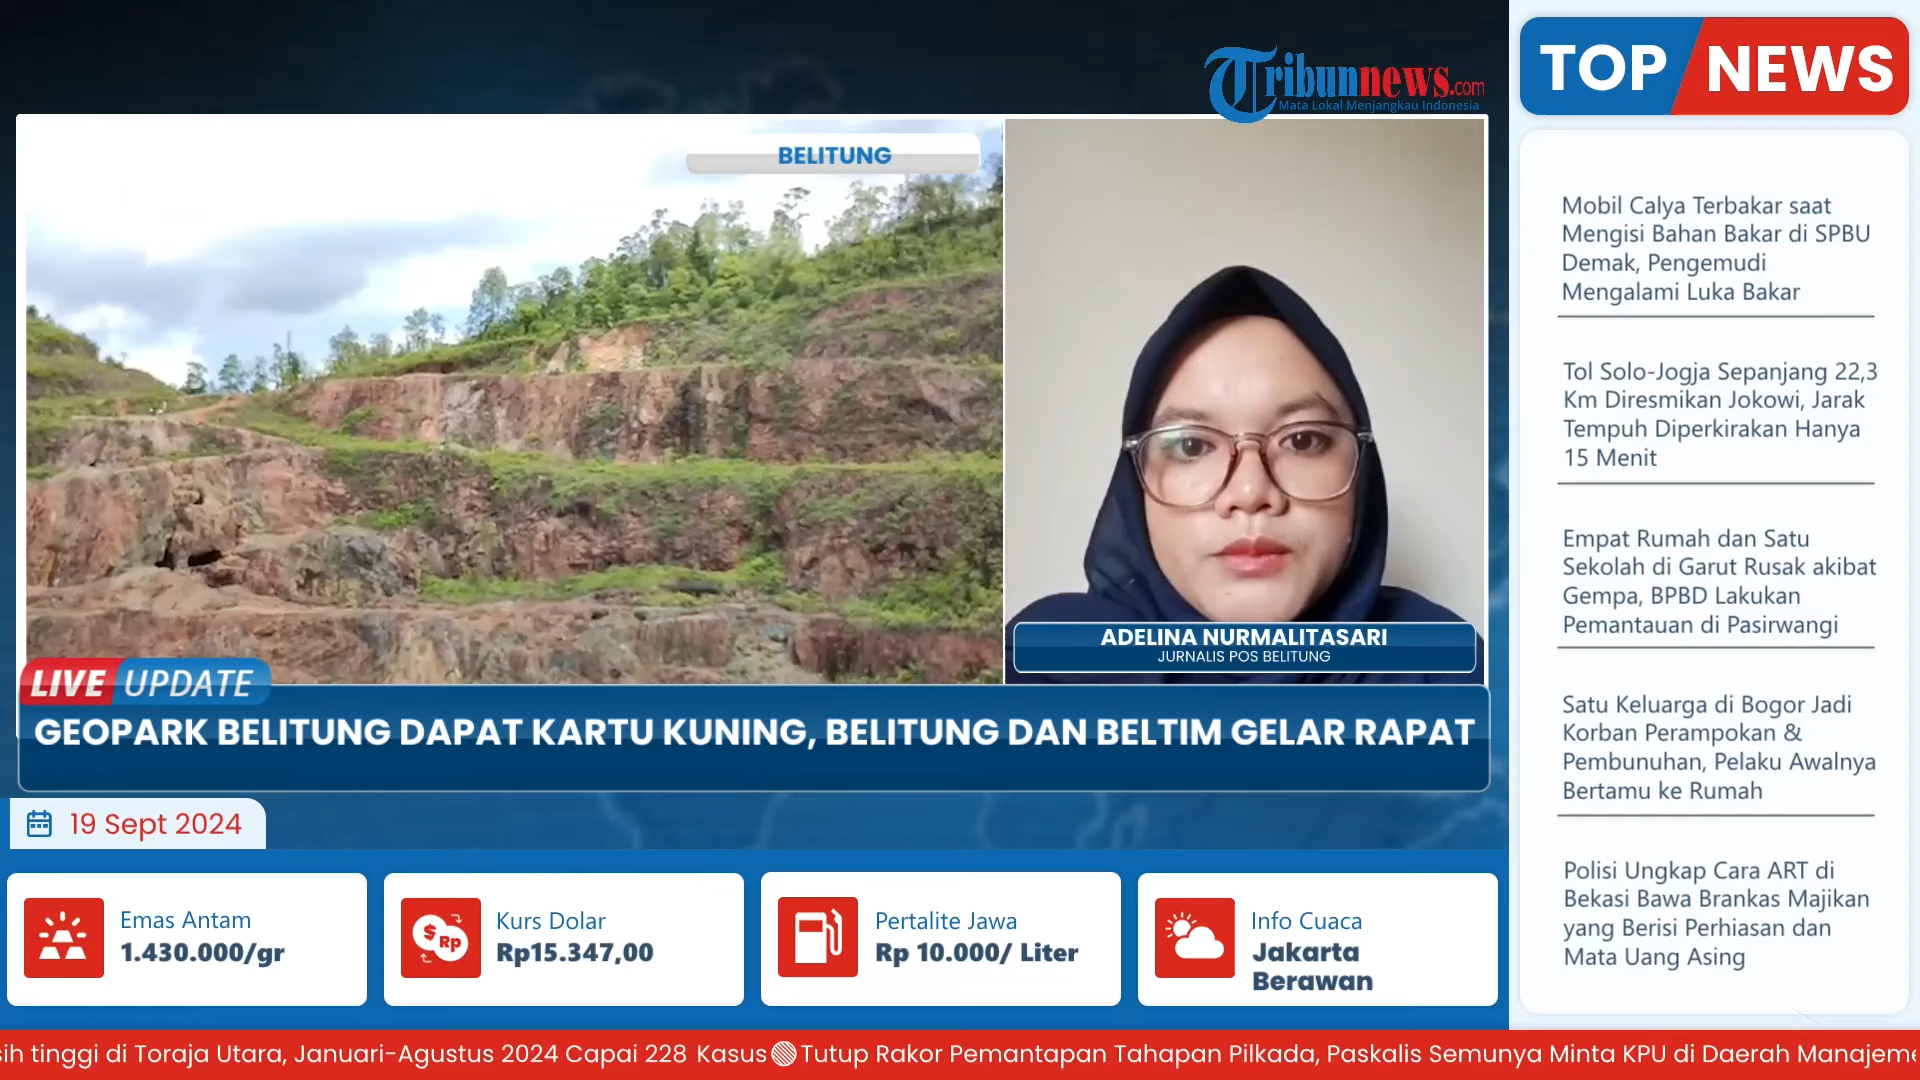 Tribunnews.com
Mata Lokal Menjangkau Indonesia
BELITUNG
ADELINA NURMALITASARI
JURNALIS POS BELITUNG
LIVE UPDATE
GEOPARK BELITUNG DAPAT KARTU KUNING, BELITUNG DAN BELTIM GELAR RAPAT
19 Sept 2024
Emas Antam
1.430.000/gr
Kurs Dolar
Rp15.347,00
Pertalite Jawa
Rp 10.000/ Liter
Info Cuaca
Jakarta
Berawan
TOP NEWS
Mobil Calya Terbakar saat
Mengisi Bahan Bakar di SPBU
Demak, Pengemudi
Mengalami Luka Bakar
Tol Solo-Jogja Sepanjang 22,3
Km Diresmikan Jokowi, Jarak
Tempuh Diperkirakan Hanya
15 Menit
Empat Rumah dan Satu
Sekolah di Garut Rusak akibat
Gempa, BPBD Lakukan
Pemantauan di Pasirwangi
Satu Keluarga di Bogor Jadi
Korban Perampokan &
Pembunuhan, Pelaku Awalnya
Bertamu ke Rumah
Polisi Ungkap Cara ART di
Bekasi Bawa Brankas Majikan
yang Berisi Perhiasan dan
Mata Uang Asing
tinggi di Toraja Utara, Januari-Agustus 2024 Capai 228 Kasus Tutup Rakor Pemantapan Tahapan Pilkada, Paskalis Semunya Minta KPU di Daerah